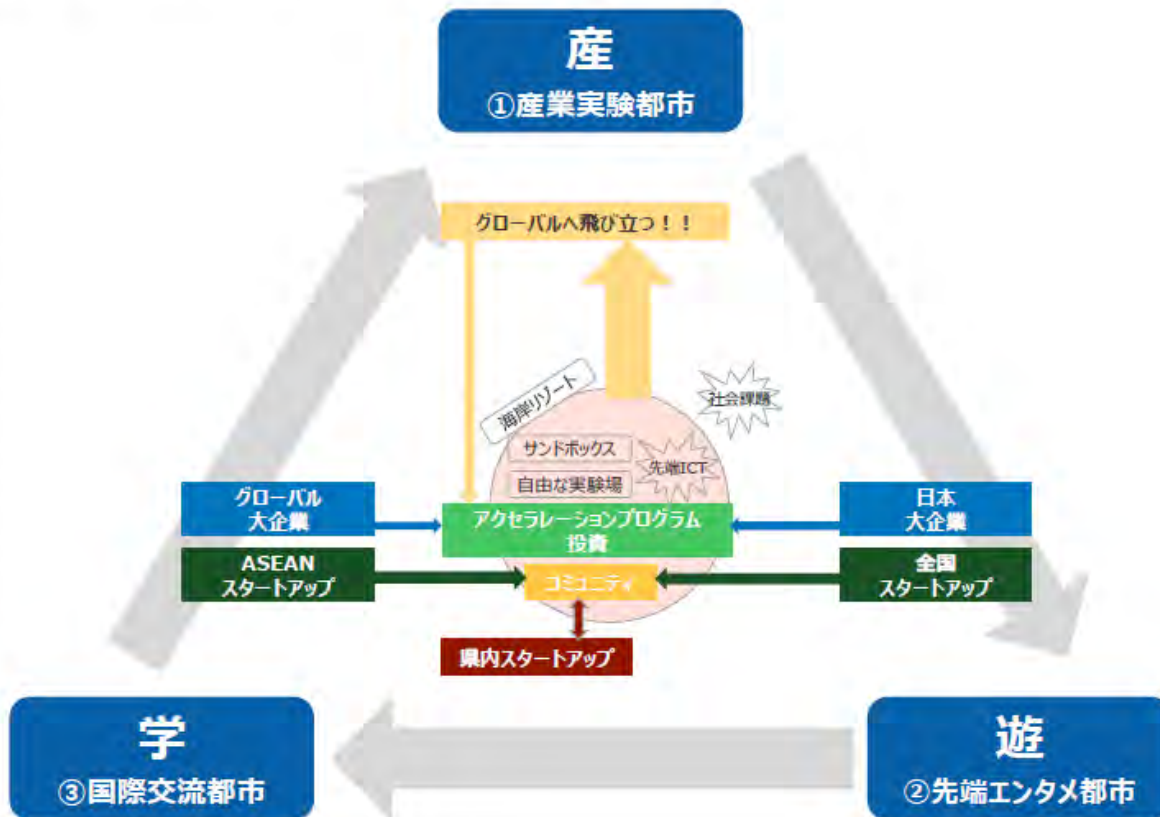 産
①産業実験都市
グローバルへ飛び立つ！！
海岸リゾート
社会課題
サンドボックス
先端ICT
自由な実験場
グローバル
大企業
アクセラレーションプログラム
投資
日本
大企業
ASEAN
スタートアップ
コミュニティ
全国
スタートアップ
県内スタートアップ
学
③国際交流都市
遊
②先端エンタメ都市